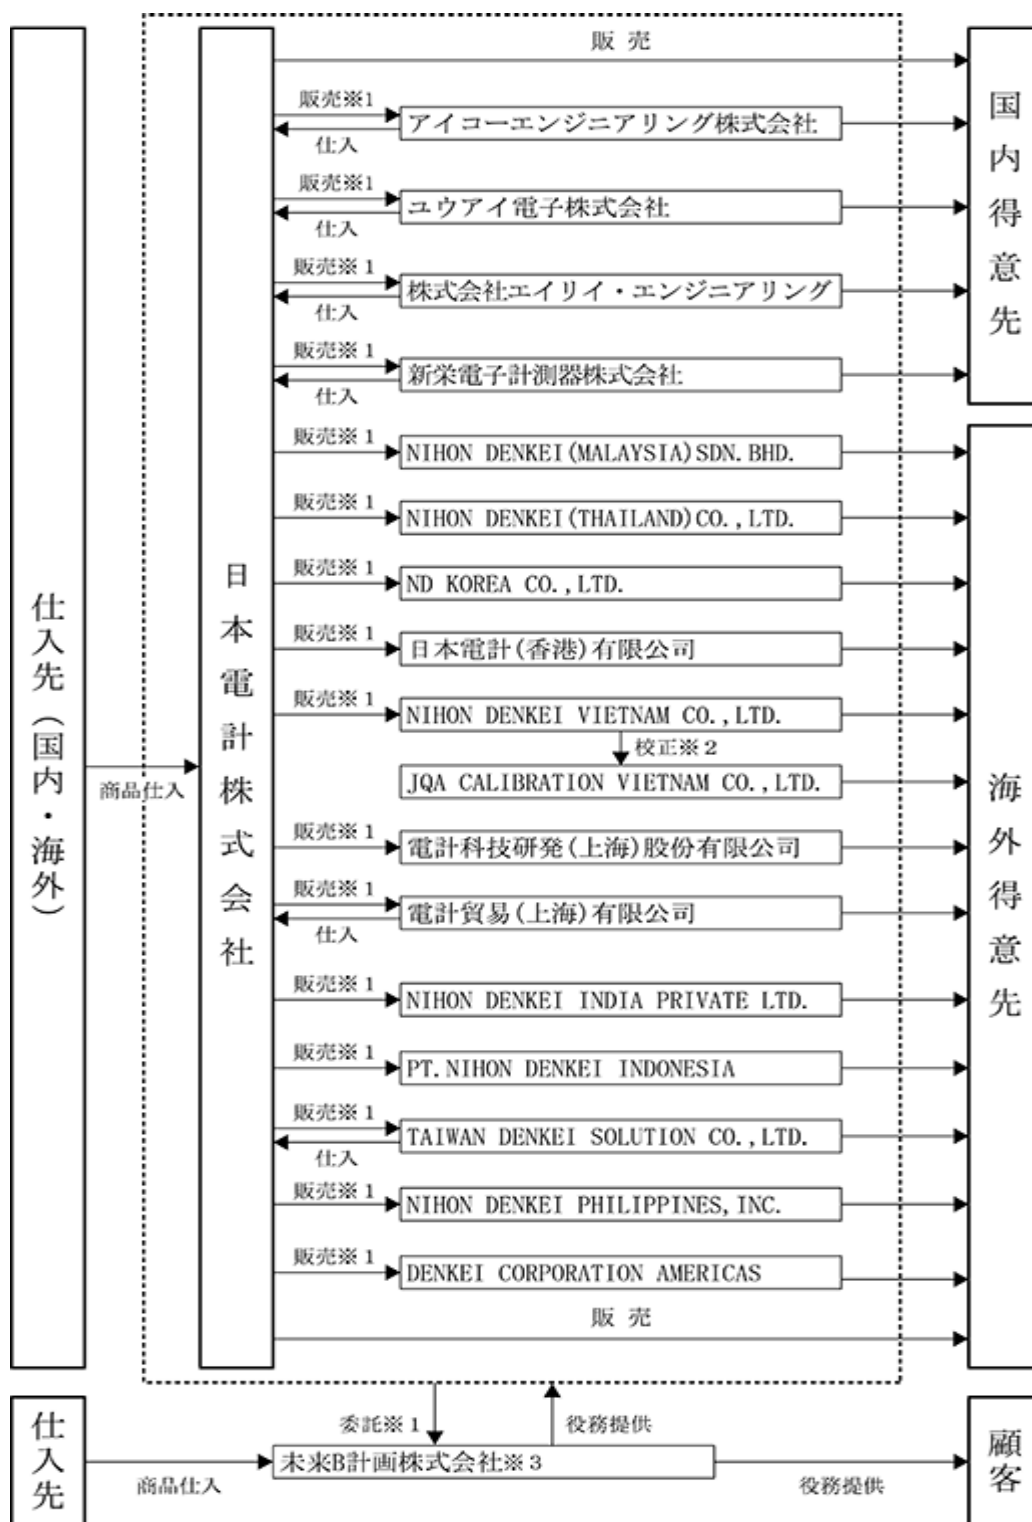 仕入先（国内・海外）
商品仕入
日本電計株式会社
販 売
販売※1
アイコーエンジニアリング株式会社
仕入
販売※1
ユウアイ電子株式会社
仕入
販売※1
株式会社エイリイ・エンジニアリング
仕入
販売※1
新栄電子計測器株式会社
仕入
国内得意先
販売※1
NIHON DENKEI(MALAYSIA)SDN.BHD.
販売※1
NIHON DENKEI(THAILAND)CO.,LTD.
販売※1
ND KOREA CO.,LTD.
販売※1
日本電計(香港)有限公司
販売※1
NIHON DENKEI VIETNAM CO.,LTD.
校正※2
JQA CALIBRATION VIETNAM CO.,LTD.
販売※1
電計科技研発(上海)股份有限公司
販売※1
電計貿易(上海)有限公司
仕入
販売※1
NIHON DENKEI INDIA PRIVATE LTD.
販売※1
PT.NIHON DENKEI INDONESIA
販売※1
TAIWAN DENKEI SOLUTION CO.,LTD.
仕入
販売※1
NIHON DENKEI PHILIPPINES,INC.
販売※1
DENKEI CORPORATION AMERICAS
販 売
海外得意先
仕入先
商品仕入
委託※1
役務提供
未来B計画株式会社※3
役務提供
顧客